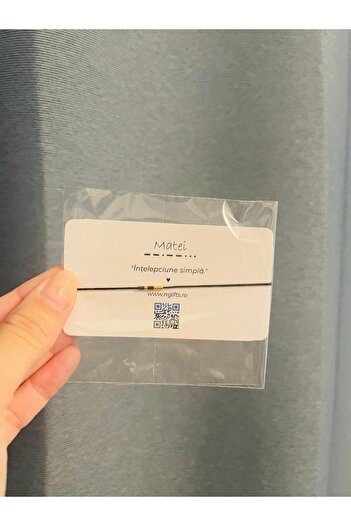 Matei
"Înțelepciune simplă."
www.ngifts.ro